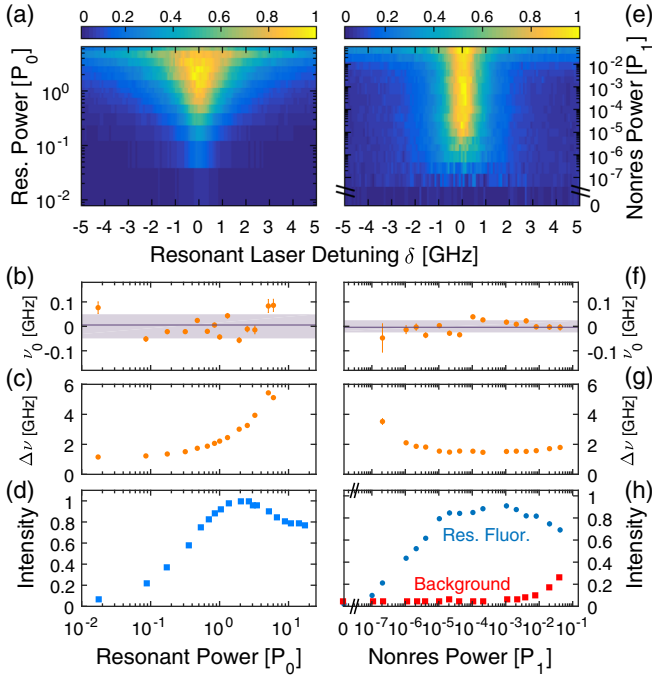 (a)
0 0.2 0.4 0.6 0.8 1
Res. Power [P0]
10^0
10^-1
10^-2
-5 -4 -3 -2 -1 0 1 2 3 4 5
(e)
0 0.2 0.4 0.6 0.8 1
Nonres Power [P1]
10^-2
10^-3
10^-4
10^-5
10^-6
10^-7
0
-5 -4 -3 -2 -1 0 1 2 3 4 5
Resonant Laser Detuning δ [GHz]
(b)
ν0 [GHz]
0.1
0
-0.1
(f)
ν0 [GHz]
0.1
0
-0.1
(c)
Δν [GHz]
6
4
2
0
(g)
Δν [GHz]
6
4
2
0
(d)
Intensity
1
0.8
0.6
0.4
0.2
0
10^-2 10^-1 10^0 10^1
Resonant Power [P0]
(h)
Intensity
1
0.8
0.6
0.4
0.2
0
Res. Fluor.
Background
0 10^-7 10^-6 10^-5 10^-4 10^-3 10^-2 10^-1
Nonres Power [P1]